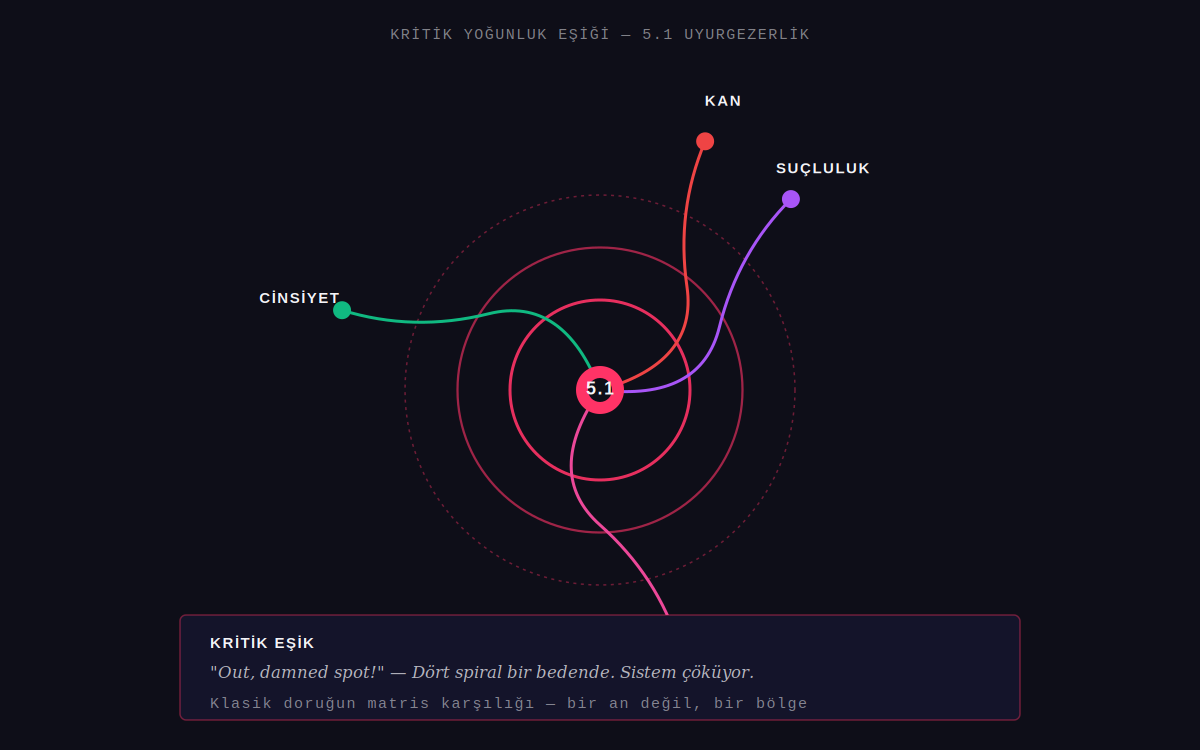 KRİTİK YOĞUNLUK EŞİĞİ — 5.1 UYURGEZERLİK
KAN
SUÇLULUK
CİNSİYET
5.1
KRİTİK EŞİK
"Out, damned spot!" — Dört spiral bir bedende. Sistem çöküyor.
Klasik doruğun matris karşılığı — bir an değil, bir bölge